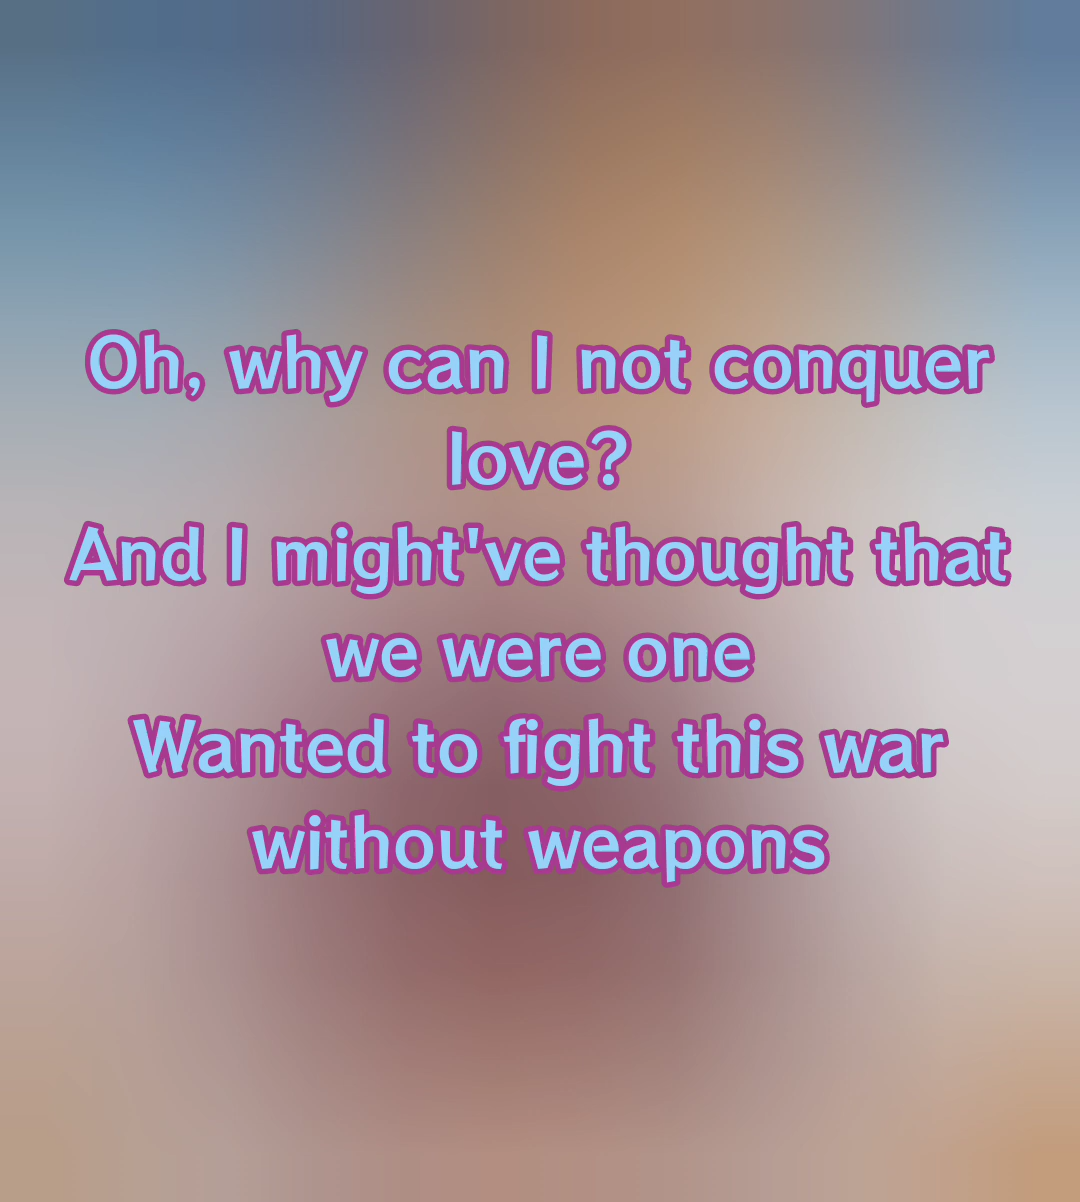 Oh, why can I not conquer
love?
And I might've thought that
we were one
Wanted to fight this war
without weapons